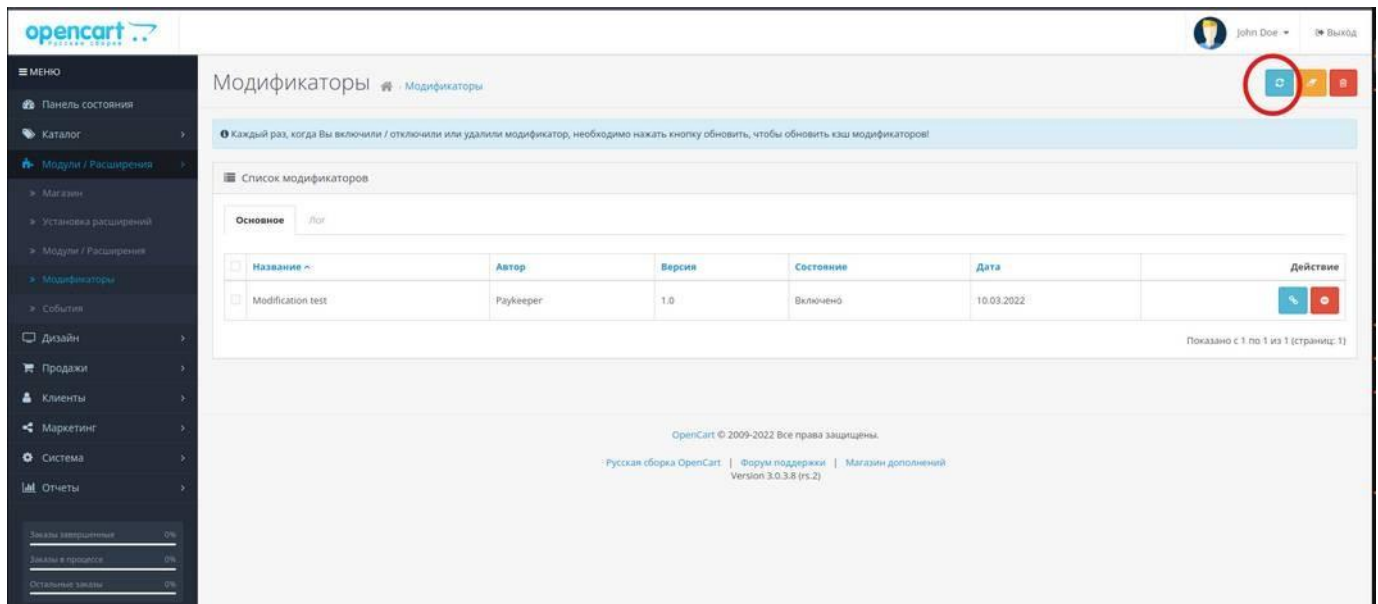 opencart
Русская сборка
John Doe
Выход
МЕНЮ
Панель состояния
Каталог
Модули / Расширения
Магазин
Установка расширений
Модули / Расширения
Модификаторы
События
Дизайн
Продажи
Клиенты
Маркетинг
Система
Отчеты
Заказы завершенные 0%
Заказы в процессе 0%
Остальные заказы 0%
Модификаторы › Модификаторы
Каждый раз, когда Вы включили / отключили или удалили модификатор, необходимо нажать кнопку обновить, чтобы обновить кэш модификаторов!
Список модификаторов
Основное Лог
Название Автор Версия Состояние Дата Действие
Modification test Paykeeper 1.0 Включено 10.03.2022
Показано с 1 по 1 из 1 (страниц: 1)
OpenCart © 2009-2022 Все права защищены.
Русская сборка OpenCart | Форум поддержки | Магазин дополнений
Version 3.0.3.8 (rs.2)